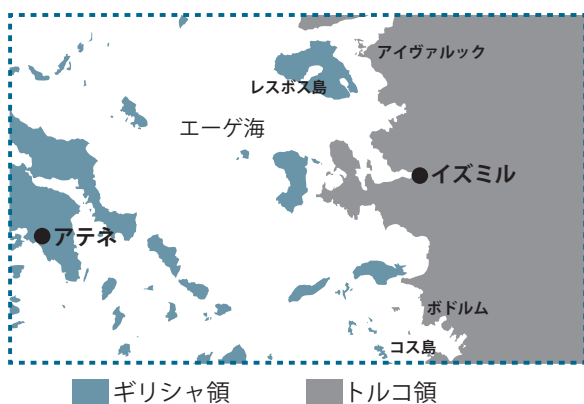 アイヴァルック
レスボス島
エーゲ海
イズミル
アテネ
ボドルム
コス島
ギリシャ領
トルコ領